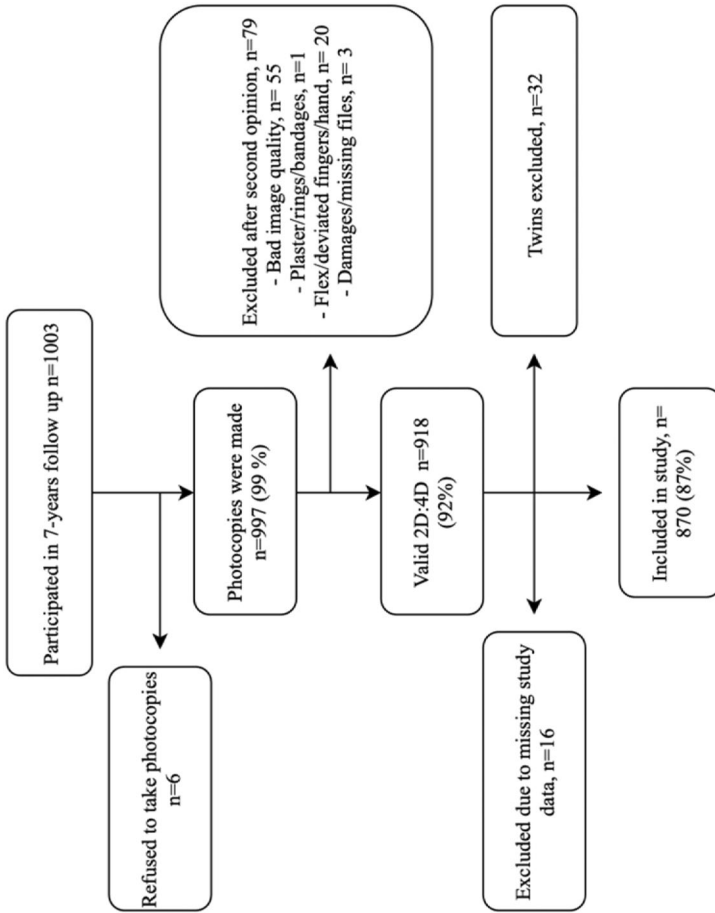 Participated in 7-years follow up n=1003
Refused to take photocopies
n=6
Photocopies were made
n=997 (99 %)
Excluded after second opinion, n=79
- Bad image quality, n= 55
- Plaster/rings/bandages, n=1
- Flex/deviated fingers/hand, n= 20
- Damages/missing files, n= 3
Valid 2D:4D n=918
(92%)
Excluded due to missing study
data, n=16
Twins excluded, n=32
Included in study, n=
870 (87%)